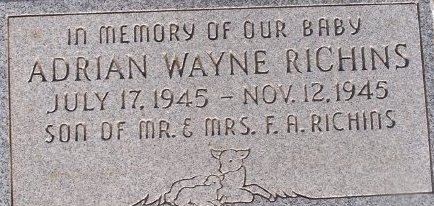 IN MEMORY OF OUR BABY
ADRIAN WAYNE RICHINS
JULY 17, 1945 – NOV. 12, 1945
SON OF MR. & MRS. F. A. RICHINS